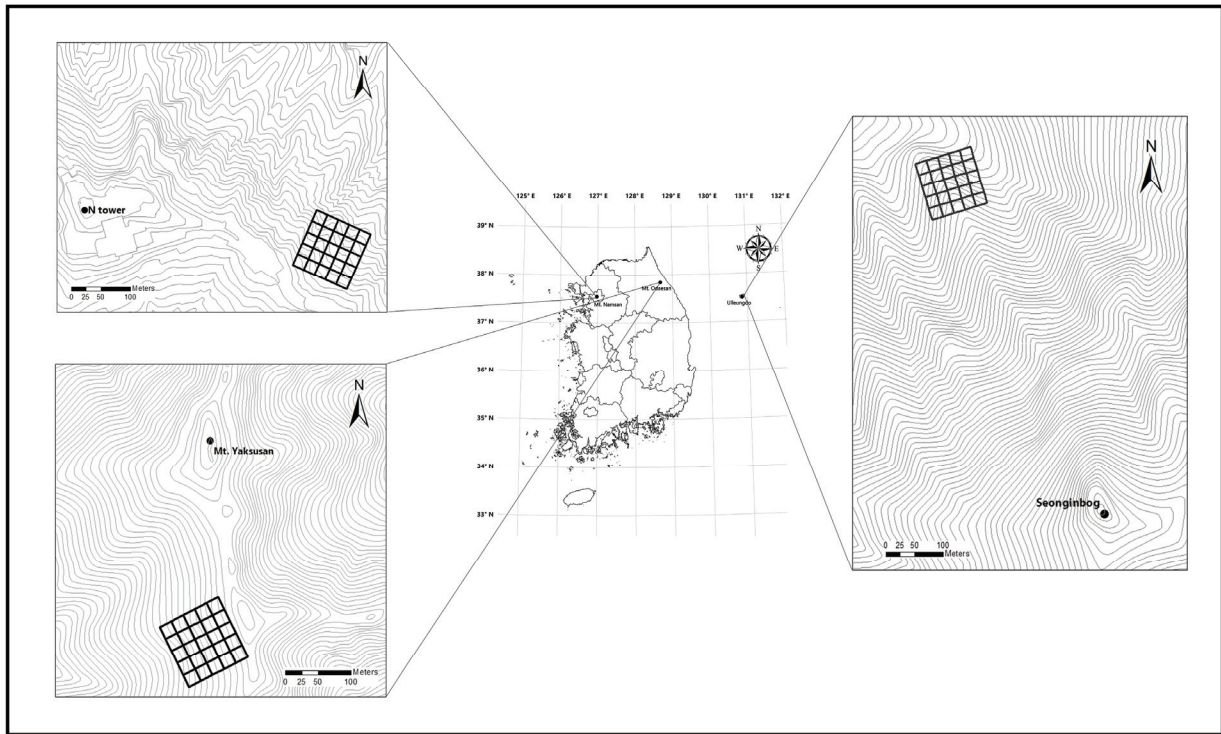 N
N tower
Meters
0 25 50 100
N
Mt. Yaksusan
Meters
0 25 50 100
125° E 126° E 127° E 128° E 129° E 130° E 131° E 132° E
39° N
38° N
37° N
36° N
35° N
34° N
33° N
N
W E
S
Mt. Namsan
Mt. Odaesan
Ulleungdo
N
Seonginbog
0 25 50 100
Meters